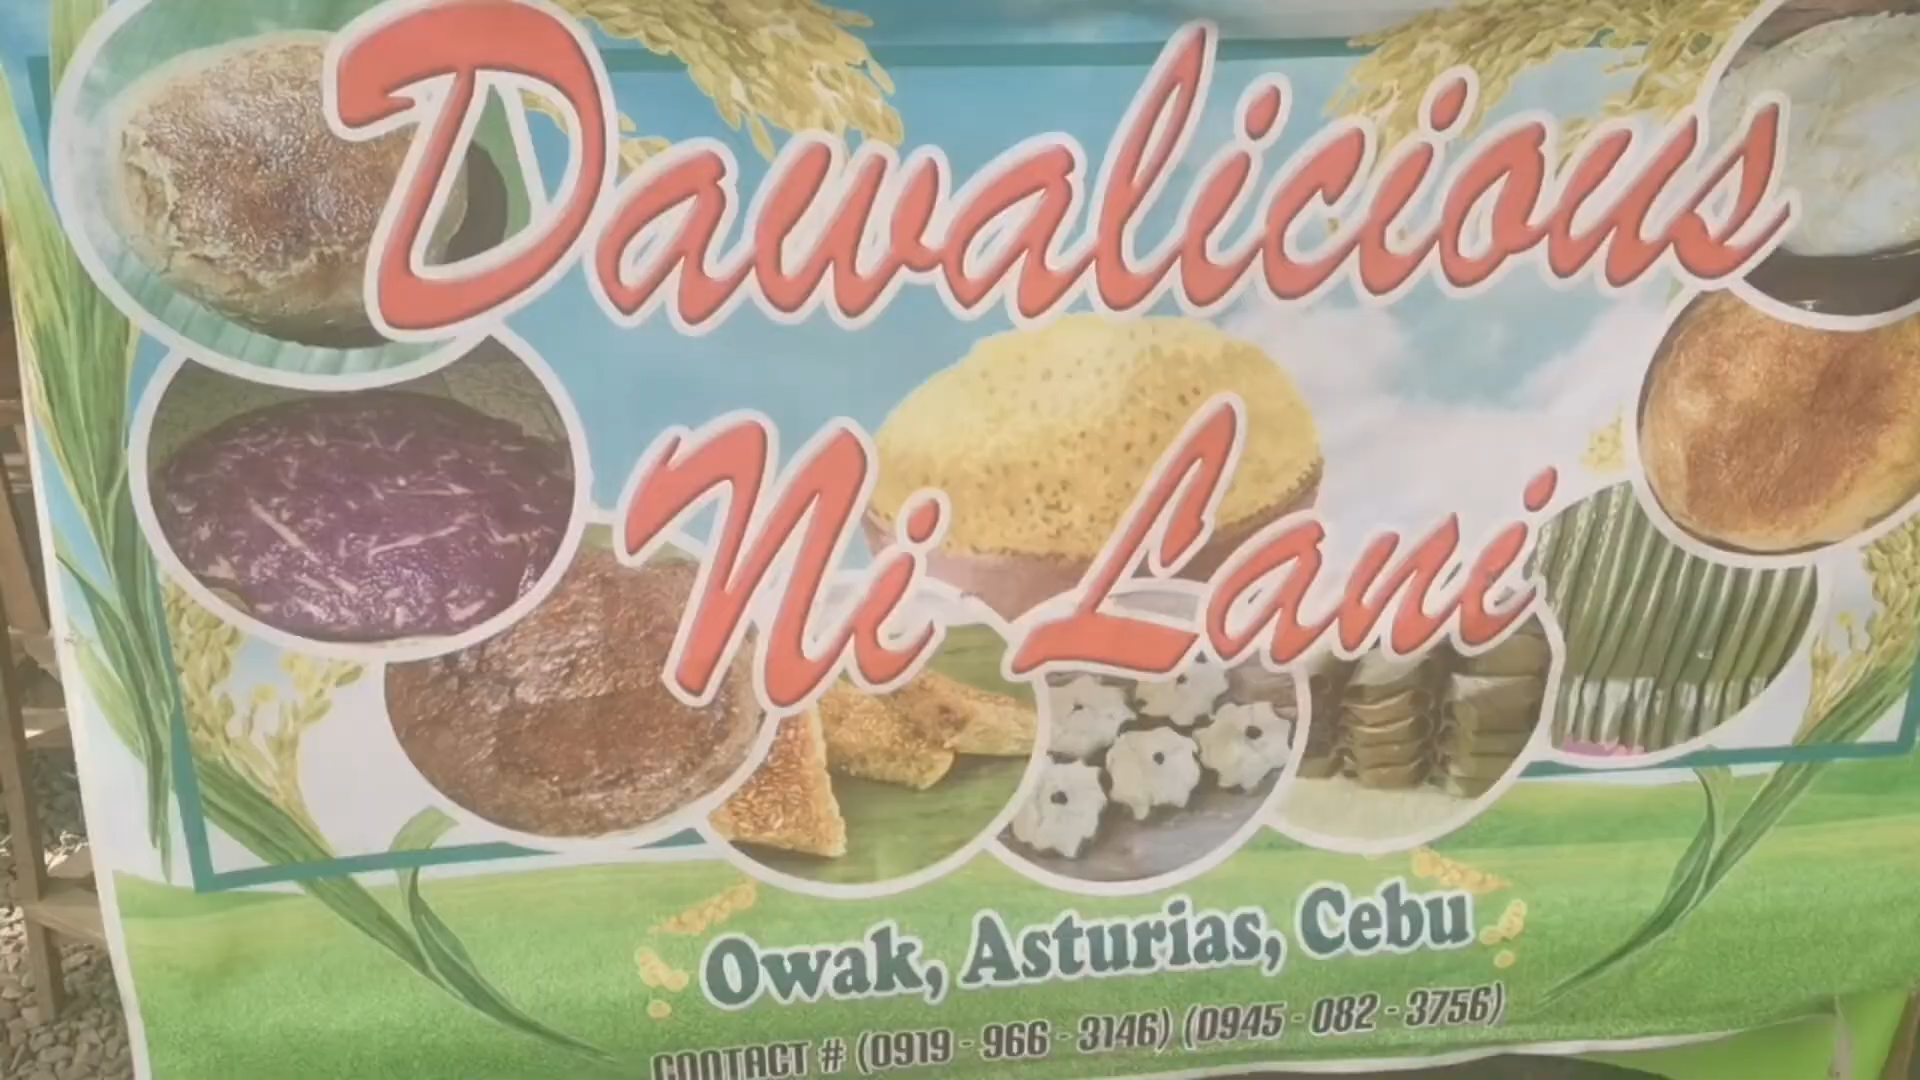 Dawalicious
Ni Lani
Owak, Asturias, Cebu
CONTACT # (0919 - 966 - 3146) (0945 - 082 - 3756)